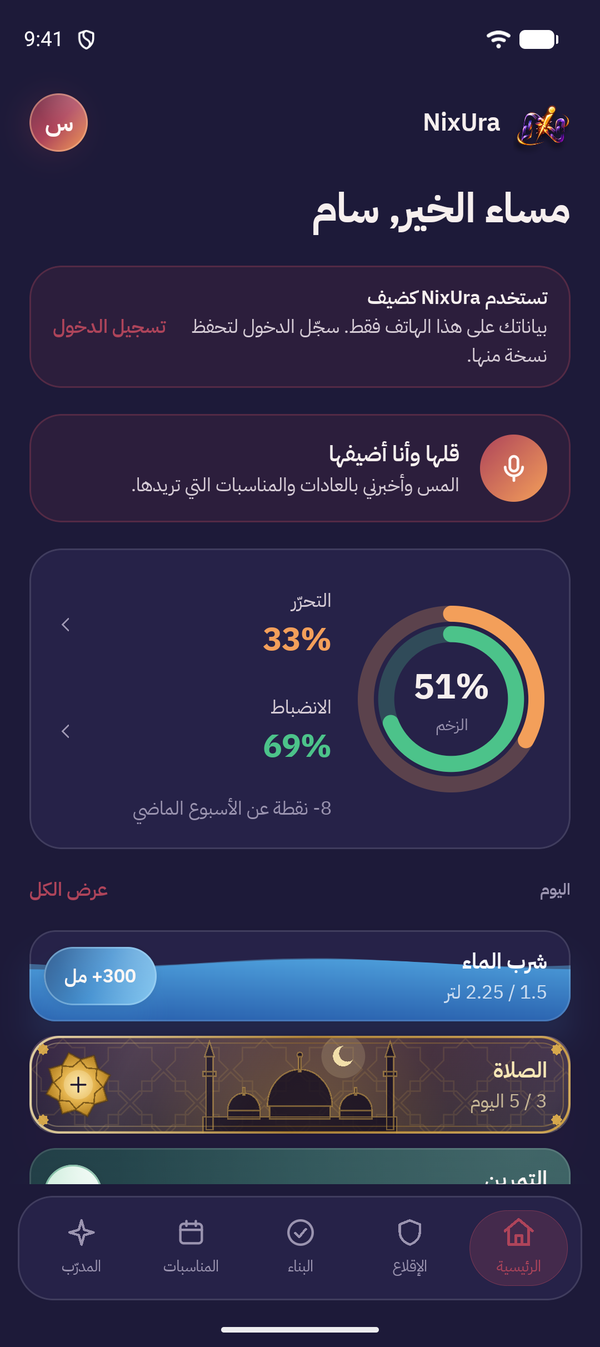 9:41
NixUra
س
مساء الخير, سام
تستخدم NixUra كضيف
بياناتك على هذا الهاتف فقط. سجّل الدخول لتحفظ
نسخة منها.
تسجيل الدخول
قلها وأنا أضيفها
المس وأخبرني بالعادات والمناسبات التي تريدها.
51%
الزخم
التحرّر
33%
الانضباط
69%
8- نقطة عن الأسبوع الماضي
اليوم
عرض الكل
شرب الماء
1.5 / 2.25 لتر
300+ مل
الصلاة
3 / 5 اليوم
التمرين
الرئيسية
الإقلاع
البناء
المناسبات
المدرّب